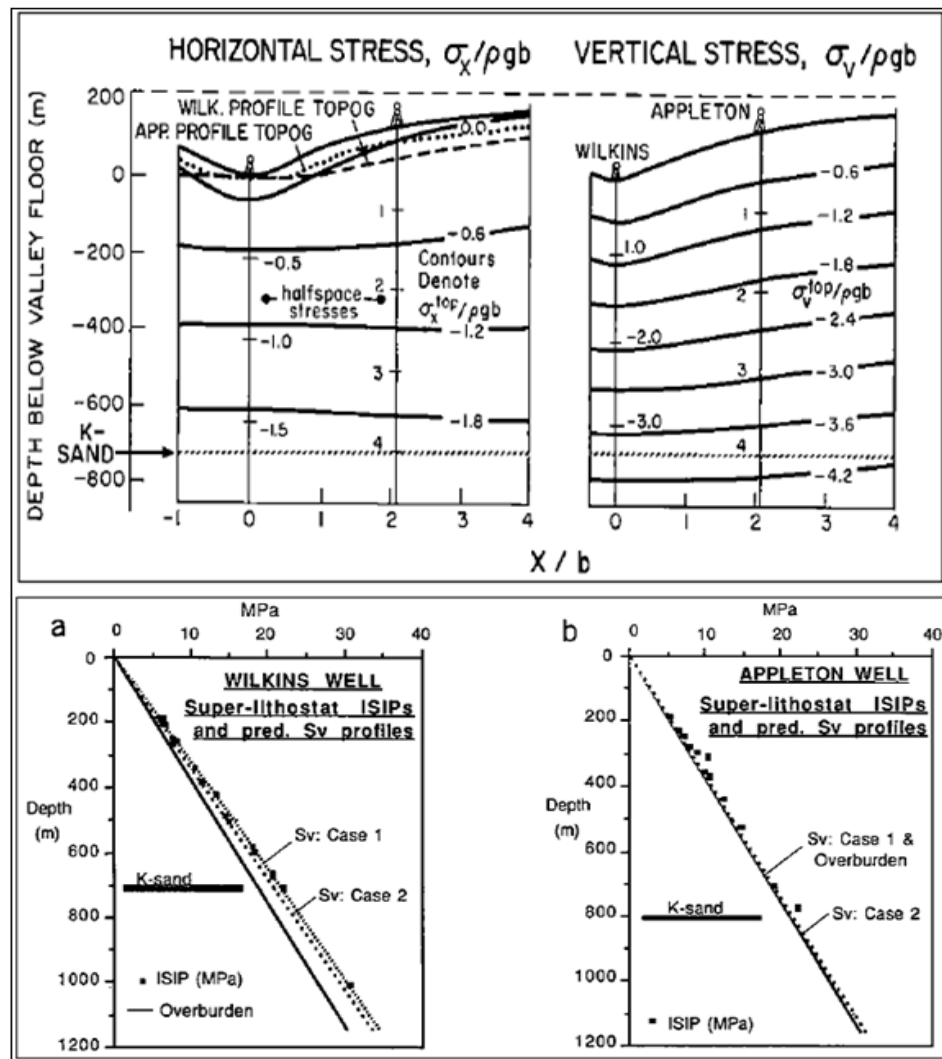 HORIZONTAL STRESS, σx/ρgb
VERTICAL STRESS, σv/ρgb
DEPTH BELOW VALLEY FLOOR (m)
200
0
-200
-400
-600
-800
K-
SAND
WILK. PROFILE TOPOG
APP. PROFILE TOPOG
0.0
-0.6
-1.2
-1.8
-0.5
-1.0
-1.5
halfspace
stresses
1
2
3
4
Contours
Denote
σx^top/ρgb
-1 0 1 2 3 4
APPLETON
WILKINS
-0.6
-1.2
-1.8
σv^top/ρgb
-2.4
-3.0
-3.6
-4.2
1.0
-2.0
-3.0
1
2
3
4
0 1 2 3 4
X / b
a
MPa
0 10 20 30 40
0
200
400
Depth
(m)
600
800
1000
1200
WILKINS WELL
Super-lithostat ISIPs
and pred. Sv profiles
Sv: Case 1
Sv: Case 2
K-sand
ISIP (MPa)
Overburden
b
MPa
0 10 20 30 40
0
200
400
Depth
(m)
600
800
1000
1200
APPLETON WELL
Super-lithostat ISIPs
and pred. Sv profiles
Sv: Case 1 &
Overburden
Sv: Case 2
K-sand
ISIP (MPa)